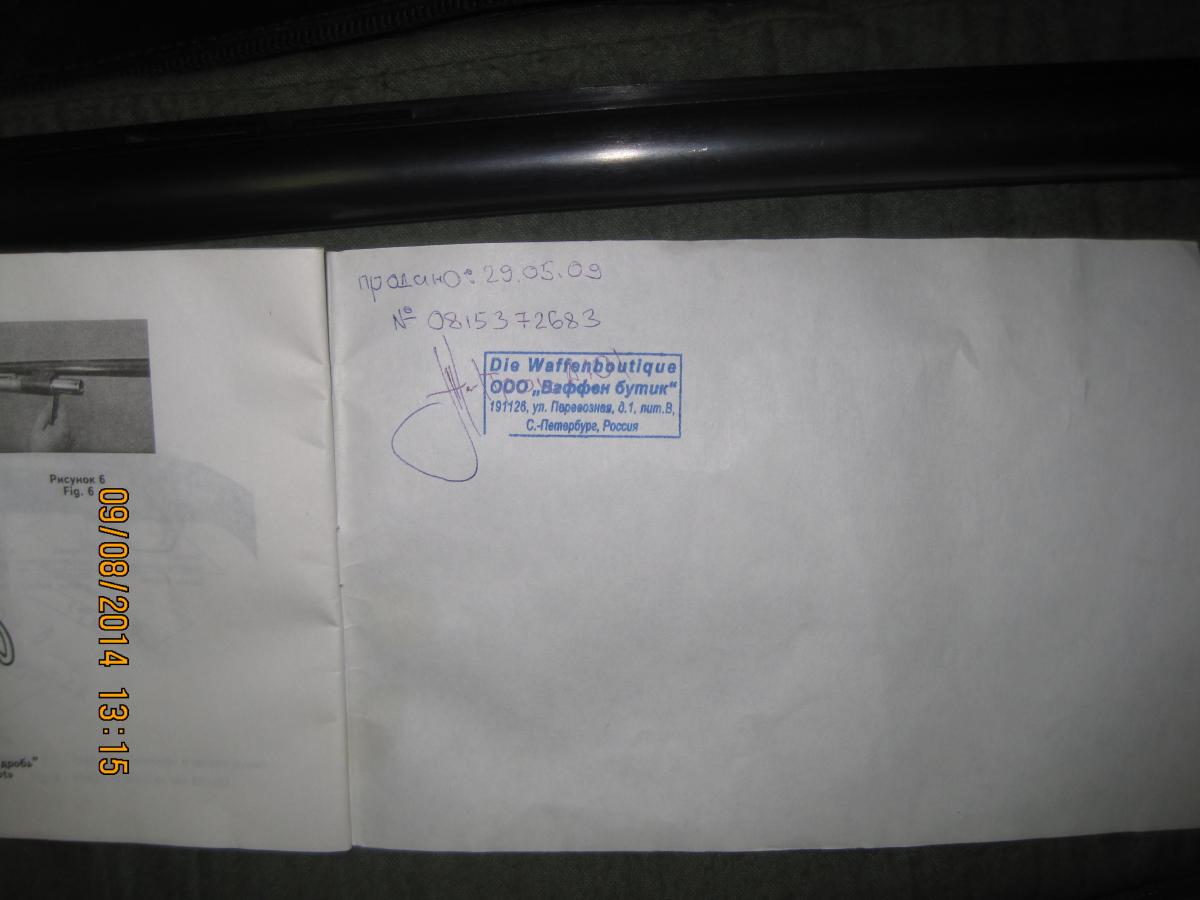 продано: 29.05.09
№ 0815372683
Die Waffenboutique
ООО „Ваффен бутик“
191126, ул. Перевозная, д.1, лит.В,
С.-Петербург, Россия
Рисунок 6
Fig. 6
09/08/2014 13:15
дробь"